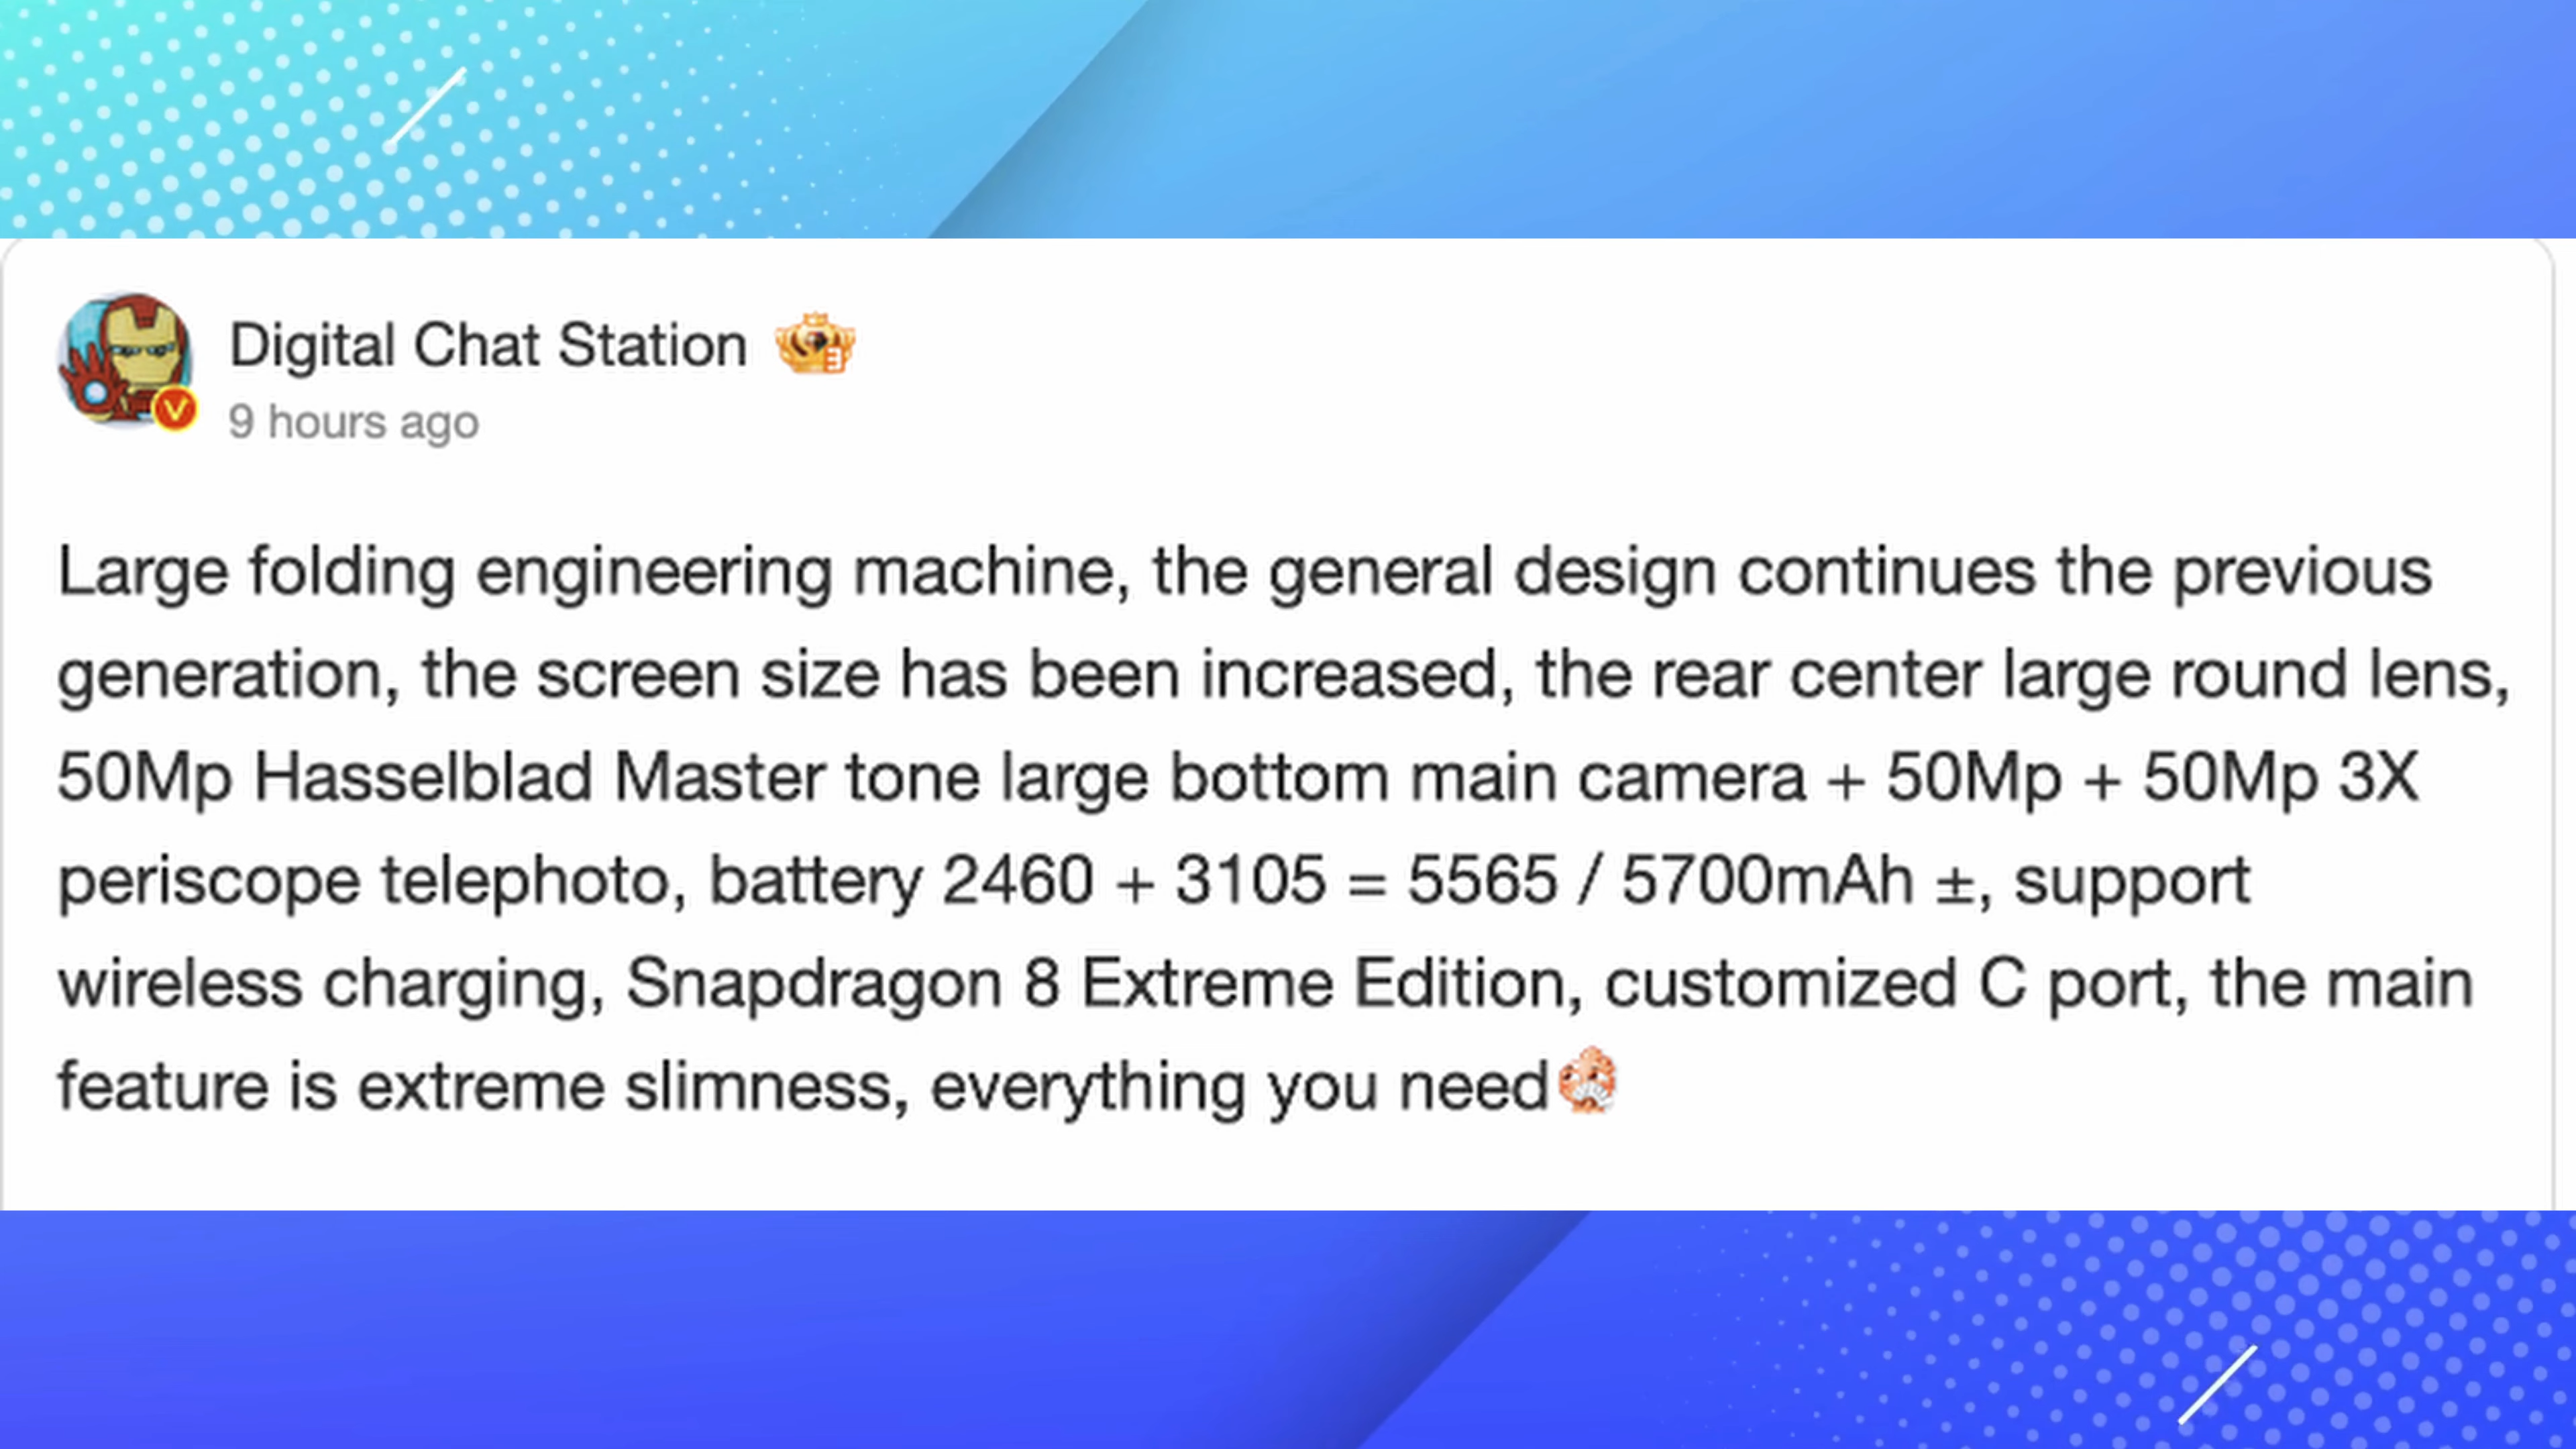 Digital Chat Station
9 hours ago
Large folding engineering machine, the general design continues the previous
generation, the screen size has been increased, the rear center large round lens,
50Mp Hasselblad Master tone large bottom main camera + 50Mp + 50Mp 3X
periscope telephoto, battery 2460 + 3105 = 5565 / 5700mAh ±, support
wireless charging, Snapdragon 8 Extreme Edition, customized C port, the main
feature is extreme slimness, everything you need